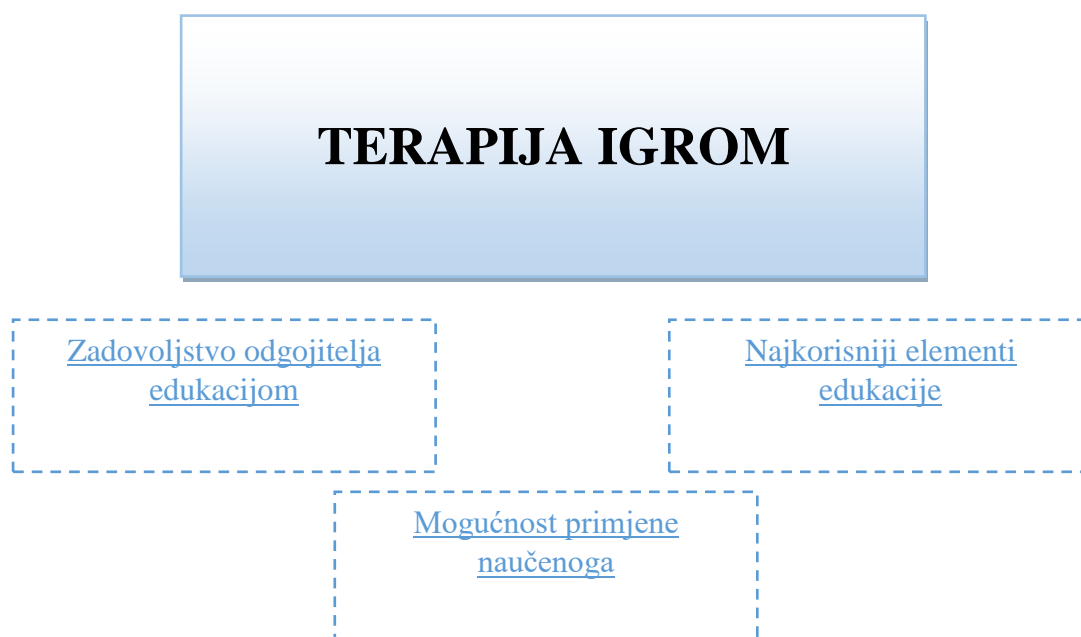 TERAPIJA IGROM
Zadovoljstvo odgojitelja
edukacijom
Najkorisniji elementi
edukacije
Mogućnost primjene
naučenoga